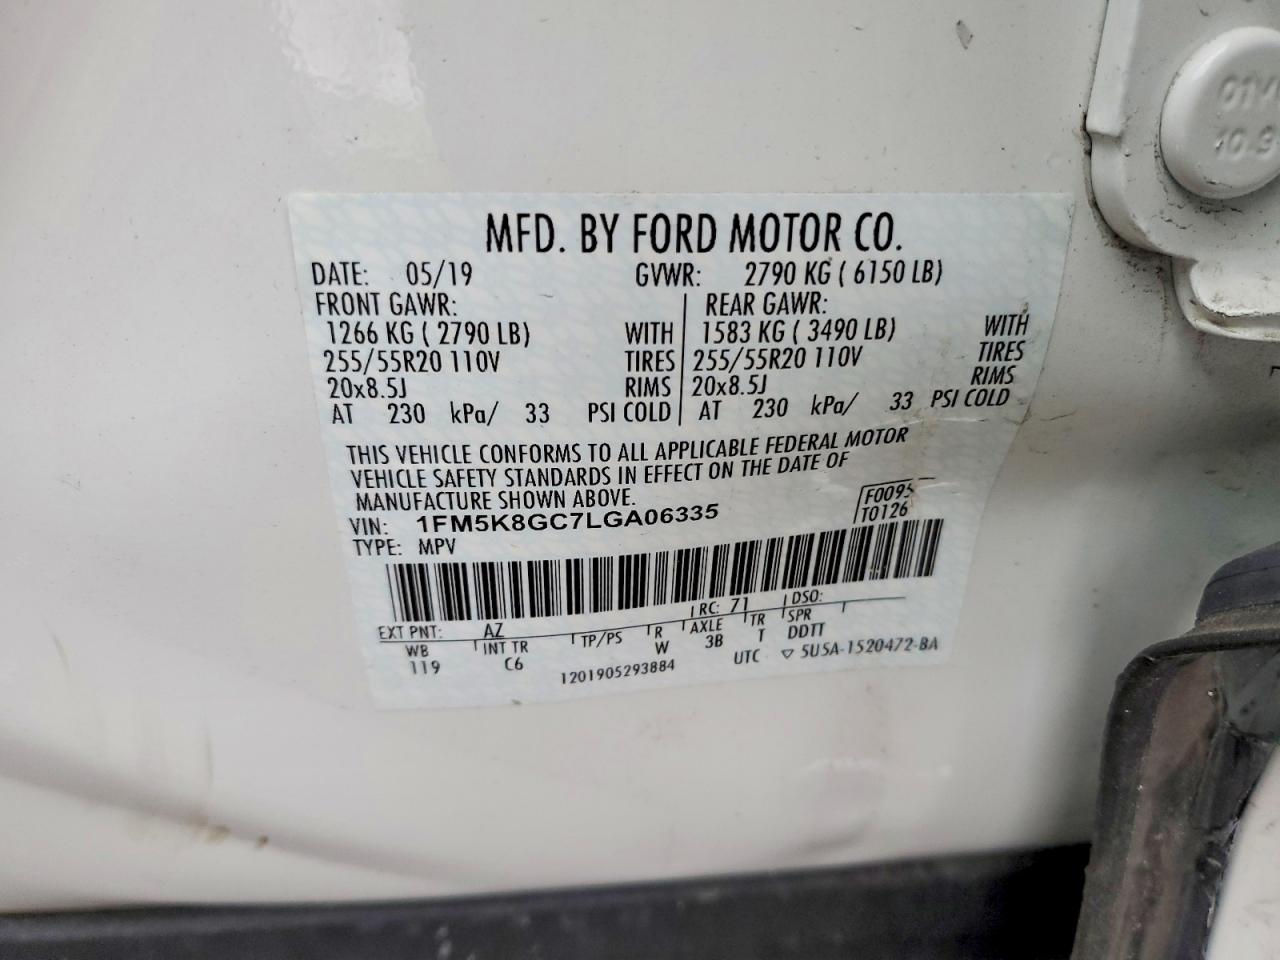 MFD. BY FORD MOTOR CO.
DATE: 05/19 GVWR: 2790 KG ( 6150 LB)
FRONT GAWR: REAR GAWR:
1266 KG ( 2790 LB) WITH 1583 KG ( 3490 LB) WITH
255/55R20 110V TIRES 255/55R20 110V TIRES
20x8.5J RIMS 20x8.5J RIMS
AT 230 kPa/ 33 PSI COLD AT 230 kPa/ 33 PSI COLD
THIS VEHICLE CONFORMS TO ALL APPLICABLE FEDERAL MOTOR
VEHICLE SAFETY STANDARDS IN EFFECT ON THE DATE OF
MANUFACTURE SHOWN ABOVE.
F0095
VIN: 1FM5K8GC7LGA06335 T0126
TYPE: MPV
RC: 71 DSO:
EXT PNT: AZ
WB INT TR TP/PS R AXLE TR SPR
119 C6 W 3B T DDTT
1201905293884 UTC ▽ 5U5A-1520472-BA
10.9